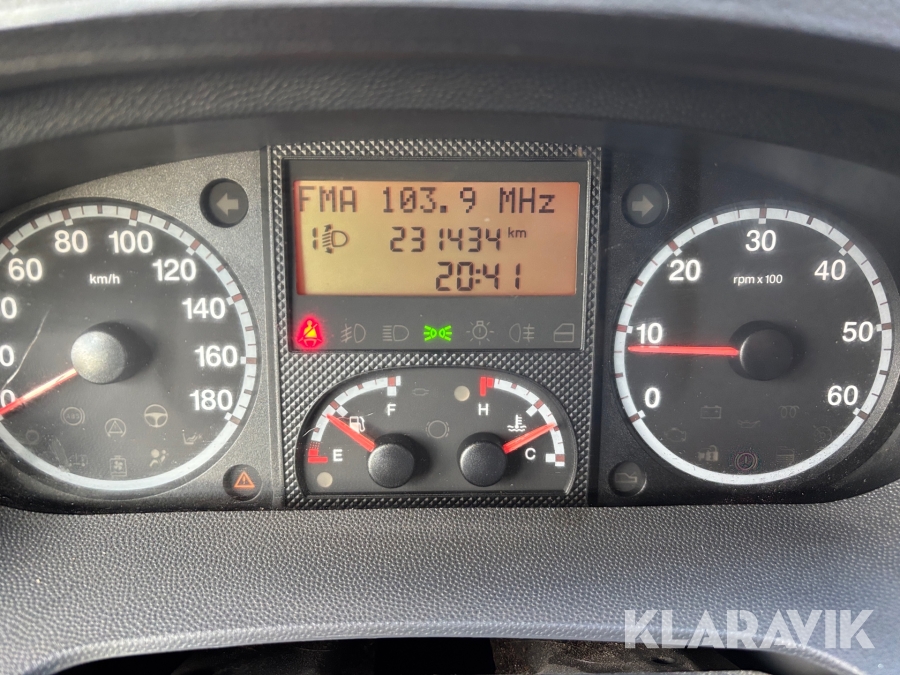 FMA 103.9 MHz
1 231434 km
20:41
60 80 100 120 140 160 180
km/h
0 10 20 30 40 50 60
rpm x 100
F
E
H
C
KLARAVIK